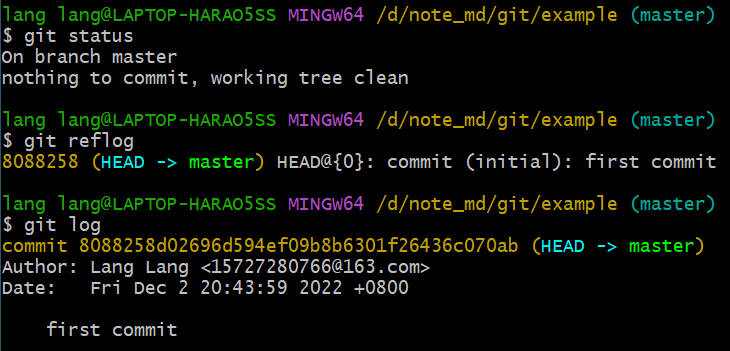 lang lang@LAPTOP-HARAO5SS MINGW64 /d/note_md/git/example (master)
$ git status
On branch master
nothing to commit, working tree clean
lang lang@LAPTOP-HARAO5SS MINGW64 /d/note_md/git/example (master)
$ git reflog
8088258 (HEAD -> master) HEAD@{0}: commit (initial): first commit
lang lang@LAPTOP-HARAO5SS MINGW64 /d/note_md/git/example (master)
$ git log
commit 8088258d02696d594ef09b8b6301f26436c070ab (HEAD -> master)
Author: Lang Lang <15727280766@163.com>
Date:   Fri Dec 2 20:43:59 2022 +0800
    first commit